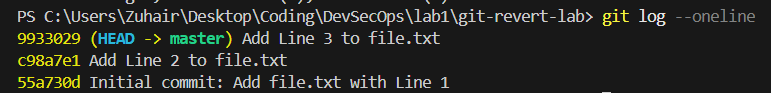 PS C:\Users\Zuhair\Desktop\Coding\DevSecOps\lab1\git-revert-lab> git log --oneline
9933029 (HEAD -> master) Add Line 3 to file.txt
c98a7e1 Add Line 2 to file.txt
55a730d Initial commit: Add file.txt with Line 1